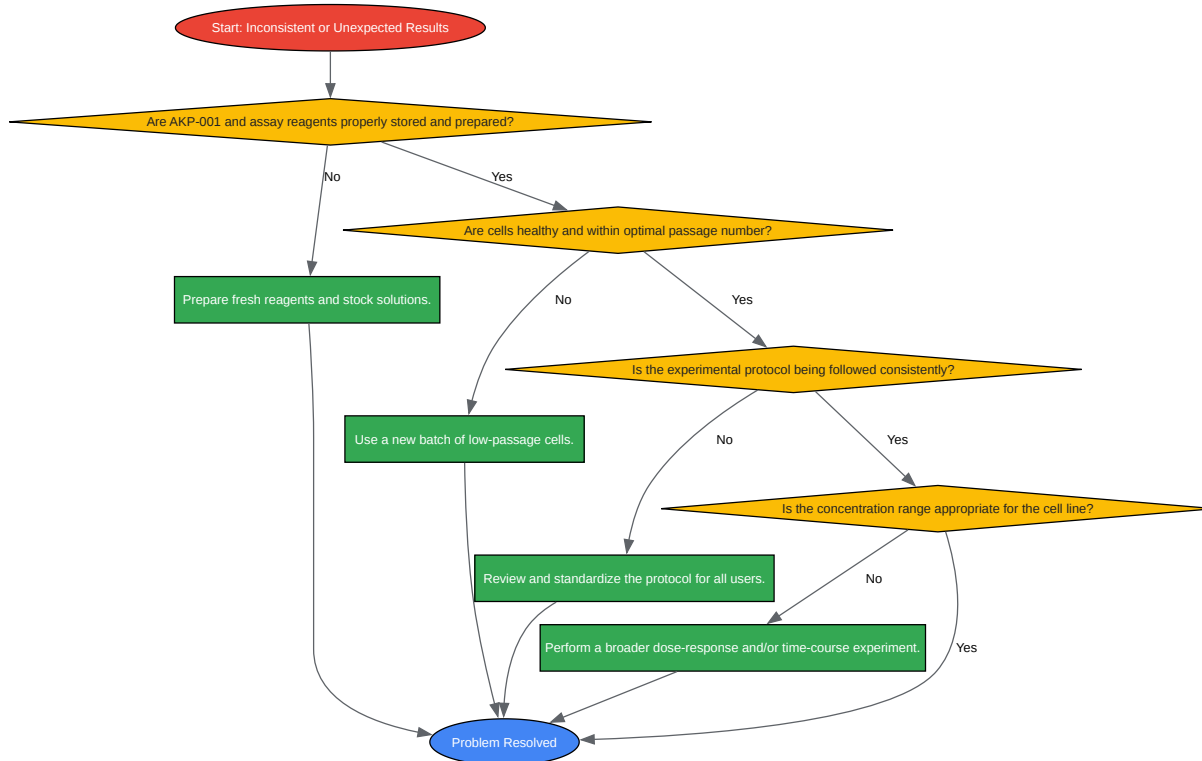 Start: Inconsistent or Unexpected Results
Are AKP-001 and assay reagents properly stored and prepared?
No
Yes
Are cells healthy and within optimal passage number?
Prepare fresh reagents and stock solutions.
No
Yes
Is the experimental protocol being followed consistently?
Use a new batch of low-passage cells.
No
Yes
Is the concentration range appropriate for the cell line?
Review and standardize the protocol for all users.
No
Perform a broader dose-response and/or time-course experiment.
Yes
Problem Resolved